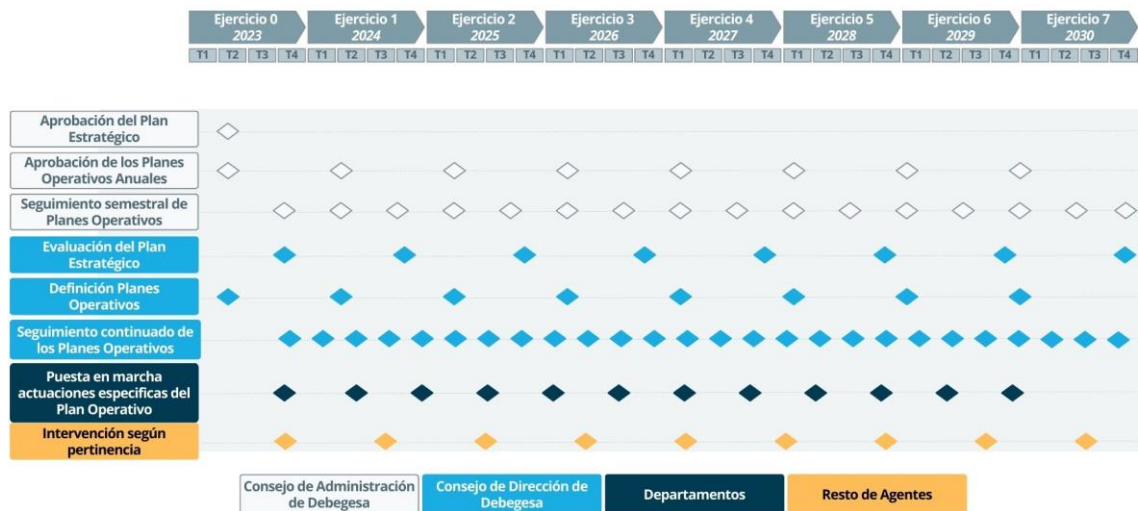 Ejercicio 0 Ejercicio 1 Ejercicio 2 Ejercicio 3 Ejercicio 4 Ejercicio 5 Ejercicio 6 Ejercicio 7
2023 2024 2025 2026 2027 2028 2029 2030
T1 T2 T3 T4 T1 T2 T3 T4 T1 T2 T3 T4 T1 T2 T3 T4 T1 T2 T3 T4 T1 T2 T3 T4 T1 T2 T3 T4 T1 T2 T3 T4
Aprobación del Plan
Estratégico
Aprobación de los Planes
Operativos Anuales
Seguimiento semestral de
Planes Operativos
Evaluación del Plan
Estratégico
Definición Planes
Operativos
Seguimiento continuado de
los Planes Operativos
Puesta en marcha
actuaciones especificas del
Plan Operativo
Intervención según
pertinencia
Consejo de Administración
de Debegesa
Consejo de Dirección de
Debegesa
Departamentos
Resto de Agentes